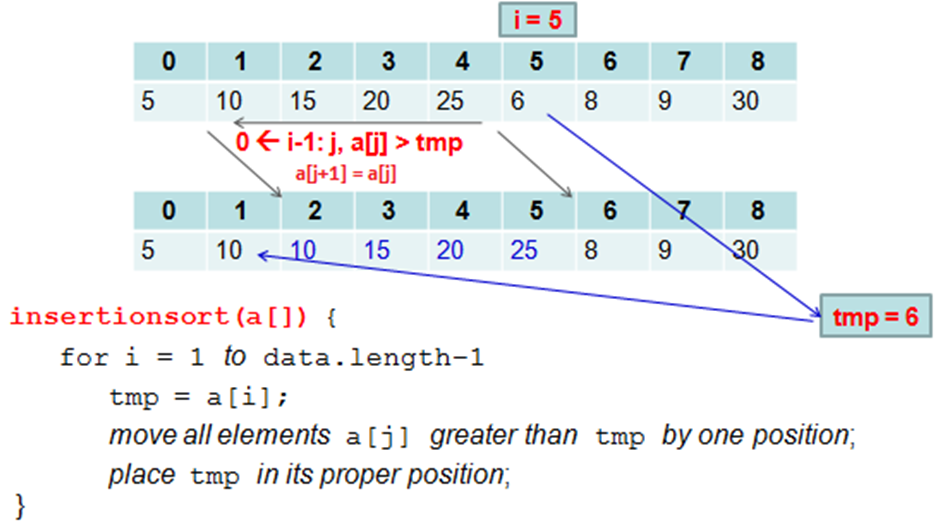 i = 5
0 1 2 3 4 5 6 7 8
5 10 15 20 25 6 8 9 30
0 ← i-1: j, a[j] > tmp
a[j+1] = a[j]
0 1 2 3 4 5 6 7 8
5 10 10 15 20 25 8 9 30
tmp = 6
insertionsort(a[]) {
for i = 1 to data.length-1
tmp = a[i];
move all elements a[j] greater than tmp by one position;
place tmp in its proper position;
}